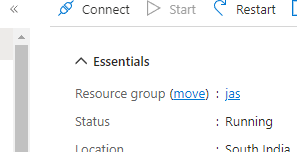 « Connect Start Restart
Essentials
Resource group (move) : jas
Status : Running
Location : South India